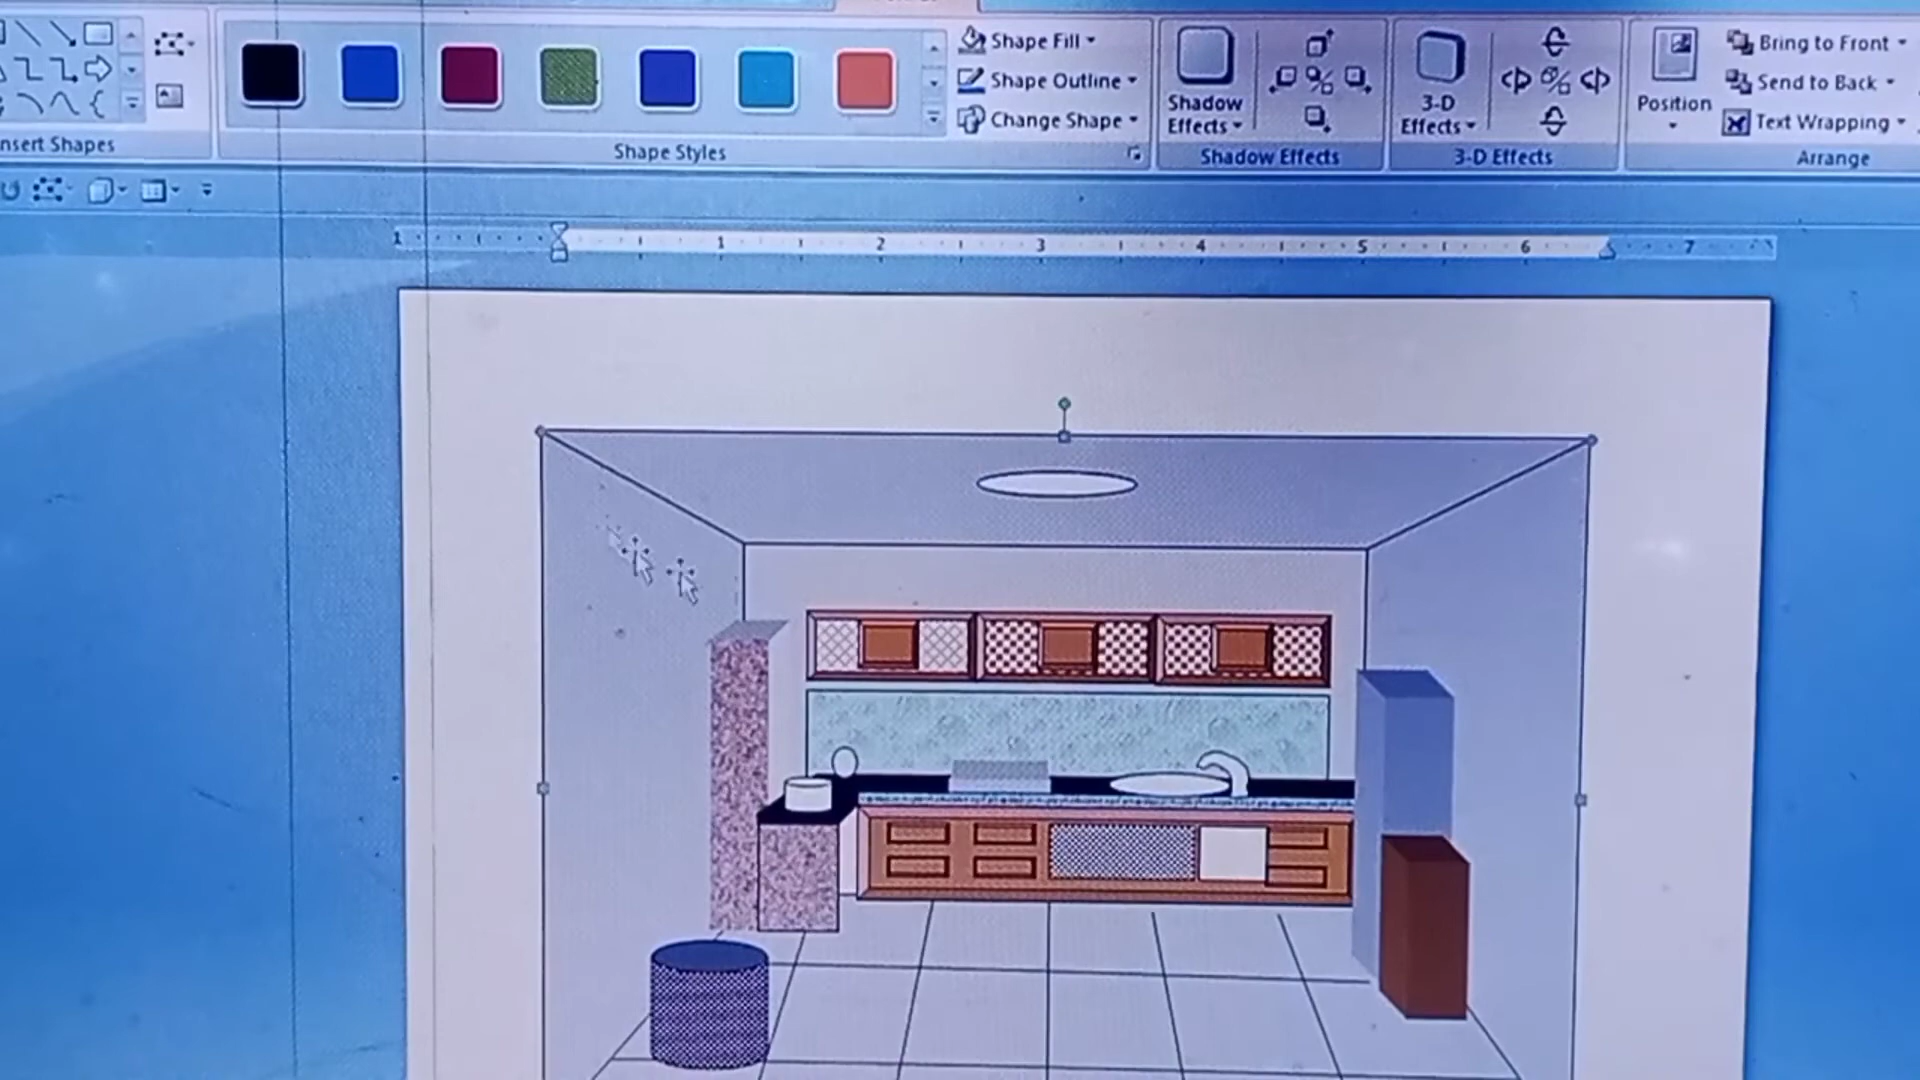 Shape Fill
Shape Outline
Change Shape
Shadow Effects
3-D Effects
Position
Bring to Front
Send to Back
Text Wrapping
nsert Shapes
Shape Styles
Shadow Effects
3-D Effects
Arrange
1 1 2 3 4 5 6 7